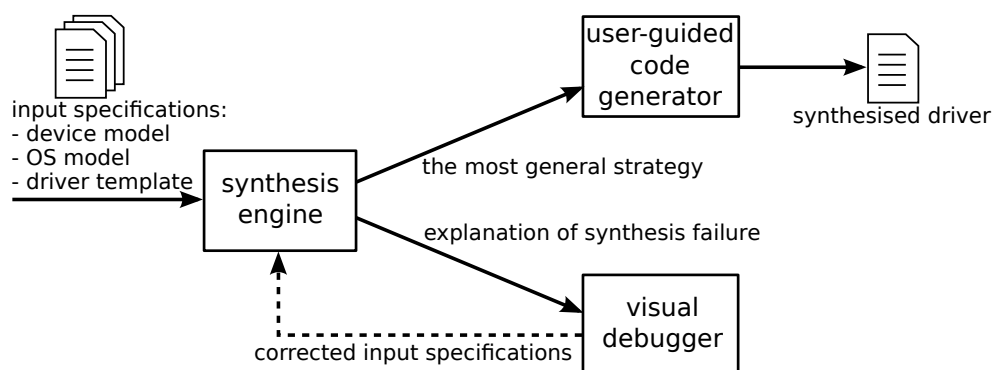 input specifications:
- device model
- OS model
- driver template
synthesis
engine
the most general strategy
user-guided
code
generator
synthesised driver
explanation of synthesis failure
visual
debugger
corrected input specifications